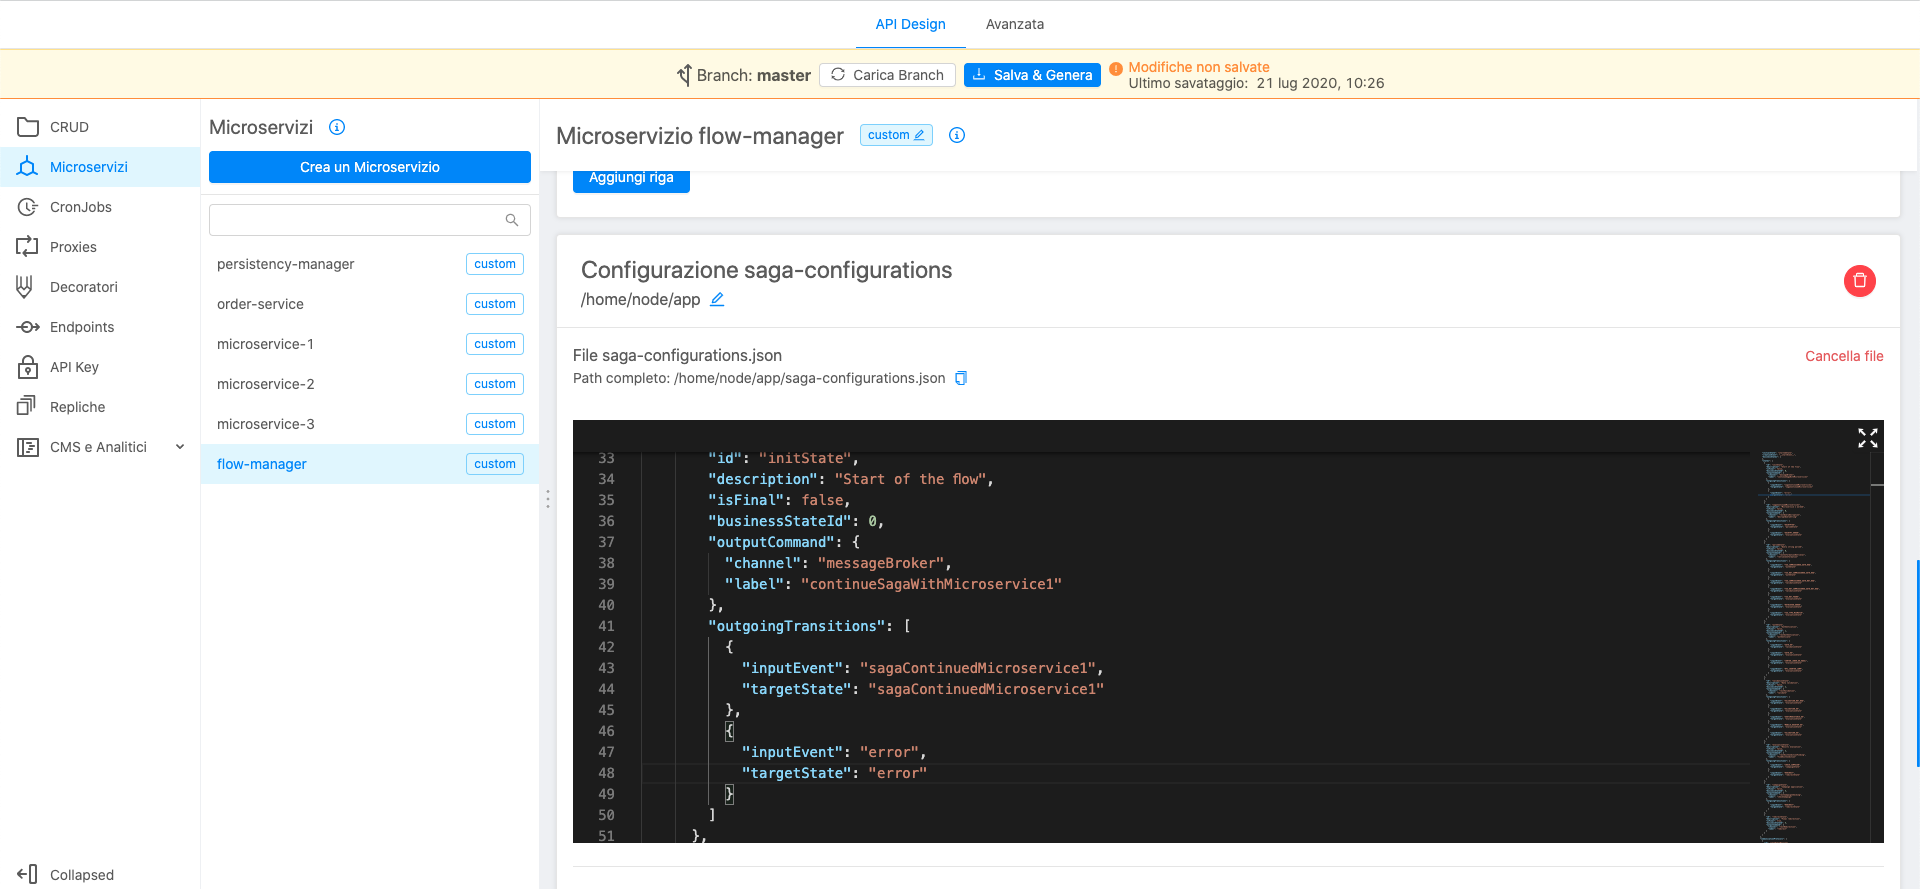 API Design
Avanzata
Branch: master
Carica Branch
Salva & Genera
Modifiche non salvate
Ultimo savataggio: 21 lug 2020, 10:26
CRUD
Microservizi
CronJobs
Proxies
Decoratori
Endpoints
API Key
Repliche
CMS e Analitici
Collapsed
Microservizi
Crea un Microservizio
persistency-manager custom
order-service custom
microservice-1 custom
microservice-2 custom
microservice-3 custom
flow-manager custom
Microservizio flow-manager custom
Aggiungi riga
Configurazione saga-configurations
/home/node/app
File saga-configurations.json
Cancella file
Path completo: /home/node/app/saga-configurations.json
33 "id": "initState",
34 "description": "Start of the flow",
35 "isFinal": false,
36 "businessStateId": 0,
37 "outputCommand": {
38 "channel": "messageBroker",
39 "label": "continueSagaWithMicroservice1"
40 },
41 "outgoingTransitions": [
42 {
43 "inputEvent": "sagaContinuedMicroservice1",
44 "targetState": "sagaContinuedMicroservice1"
45 },
46 {
47 "inputEvent": "error",
48 "targetState": "error"
49 }
50 ]
51 },